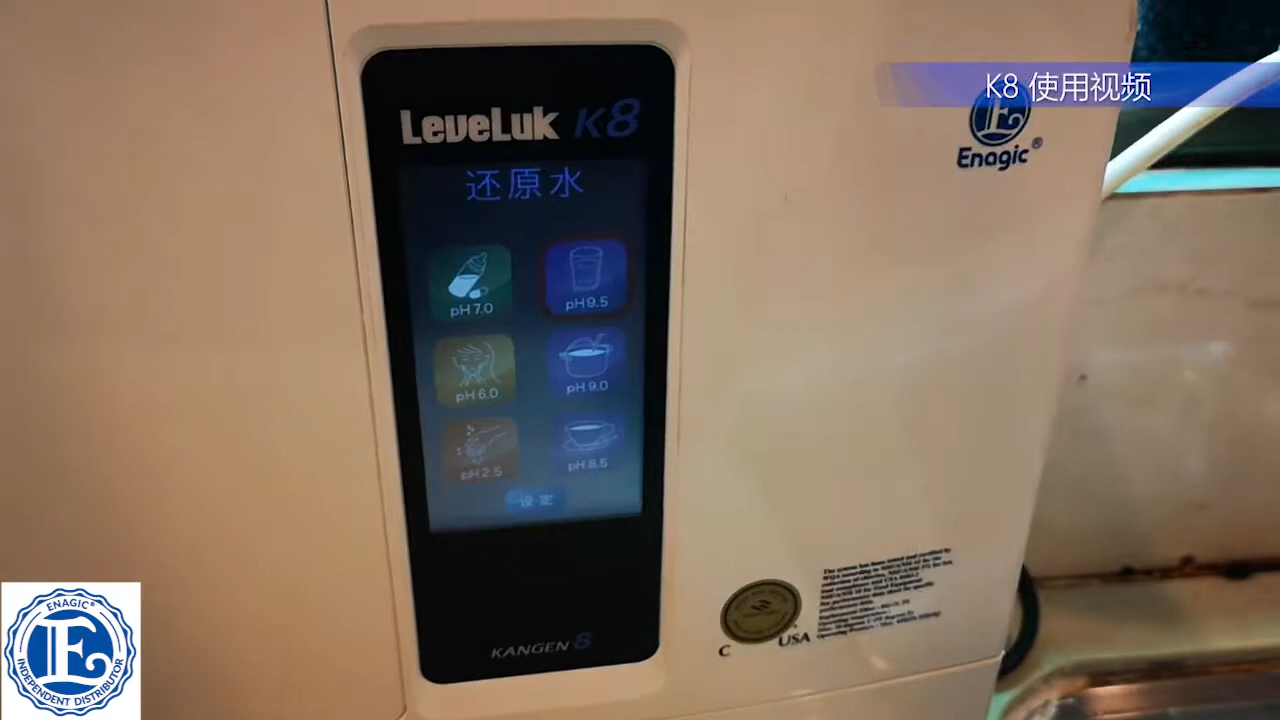 K8 使用视频
Enagic®
LeveLuk K8
还原水
pH 7.0
pH 9.5
pH 6.0
pH 9.0
pH 2.5
pH 8.5
设定
KANGEN 8
C USA
ENAGIC®
E
INDEPENDENT DISTRIBUTOR